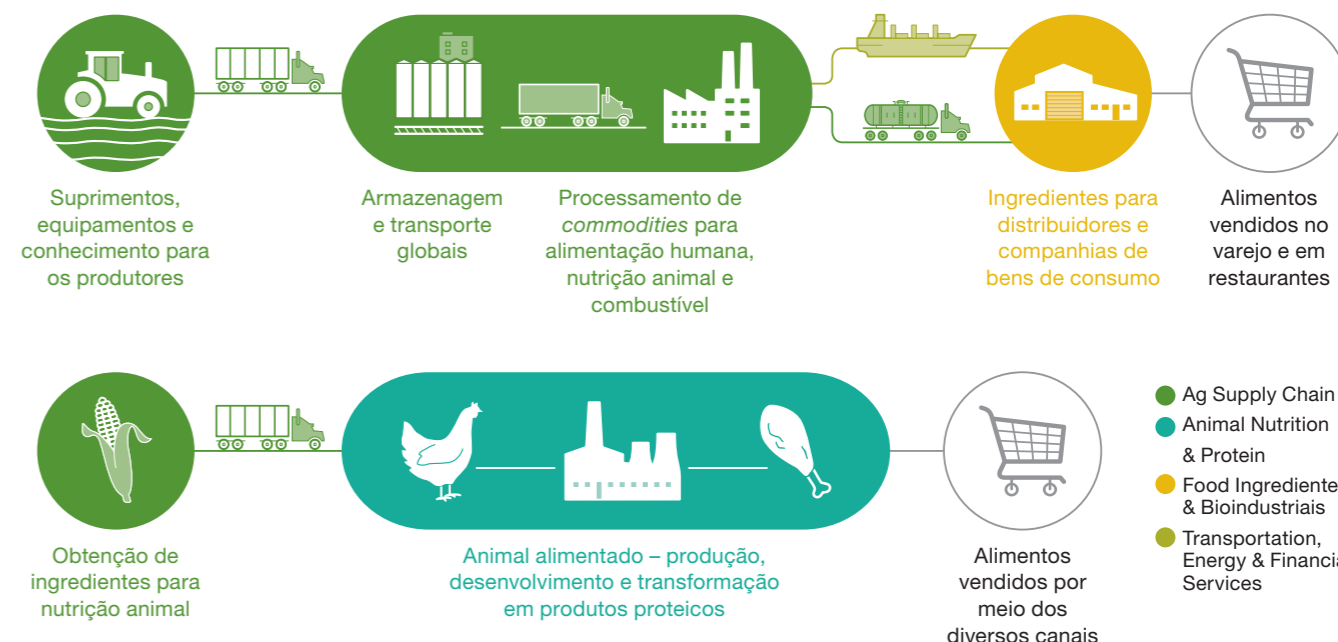 Suprimentos,
equipamentos e
conhecimento para
os produtores
Armazenagem
e transporte
globais
Processamento de
commodities para
alimentação humana,
nutrição animal e
combustível
Ingredientes para
distribuidores e
companhias de
bens de consumo
Alimentos
vendidos no
varejo e em
restaurantes
Obtenção de
ingredientes para
nutrição animal
Animal alimentado – produção,
desenvolvimento e transformação
em produtos proteicos
Alimentos
vendidos por
meio dos
diversos canais
Ag Supply Chain
Animal Nutrition
& Protein
Food Ingrediente
& Bioindustriais
Transportation,
Energy & Financia
Services